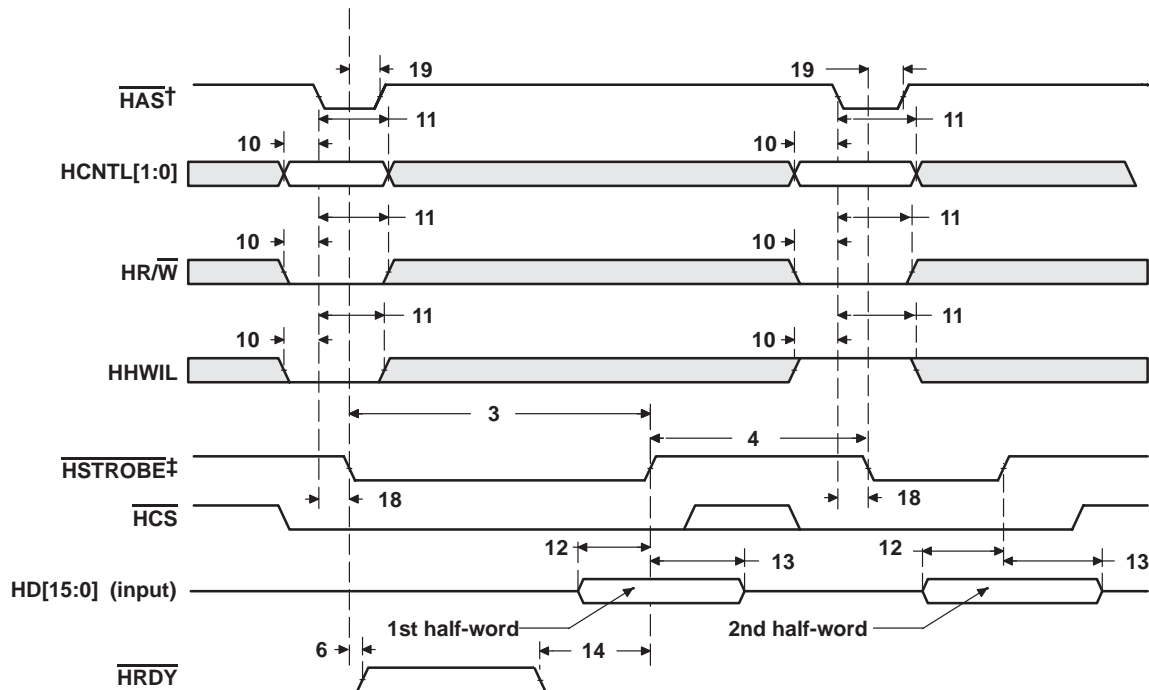 19 19
HAS†
11 11
10 10
HCNTL[1:0]
11 11
10 10
HR/W
11 11
10 10
HHWIL
3
4
HSTROBE‡
18 18
HCS
12 12
13 13
HD[15:0] (input)
1st half-word 2nd half-word
6 14
HRDY